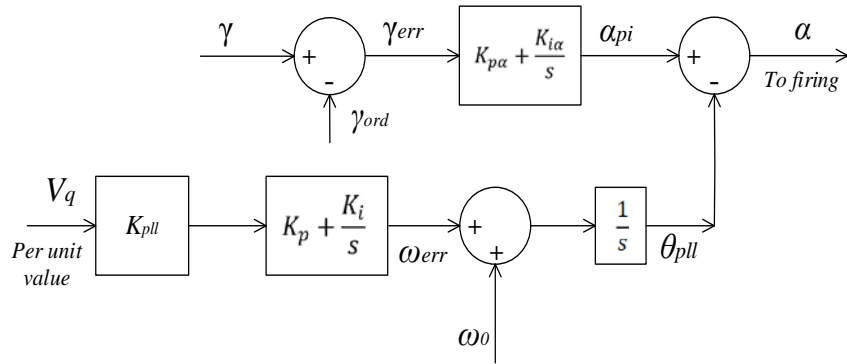 γ
+
-
γerr
γord
Kpα + Kiα/s
αpi
+
-
α
To firing
Vq
Per unit
value
Kpll
Kp + Ki/s
ωerr
+
+
ω0
1/s
θpll